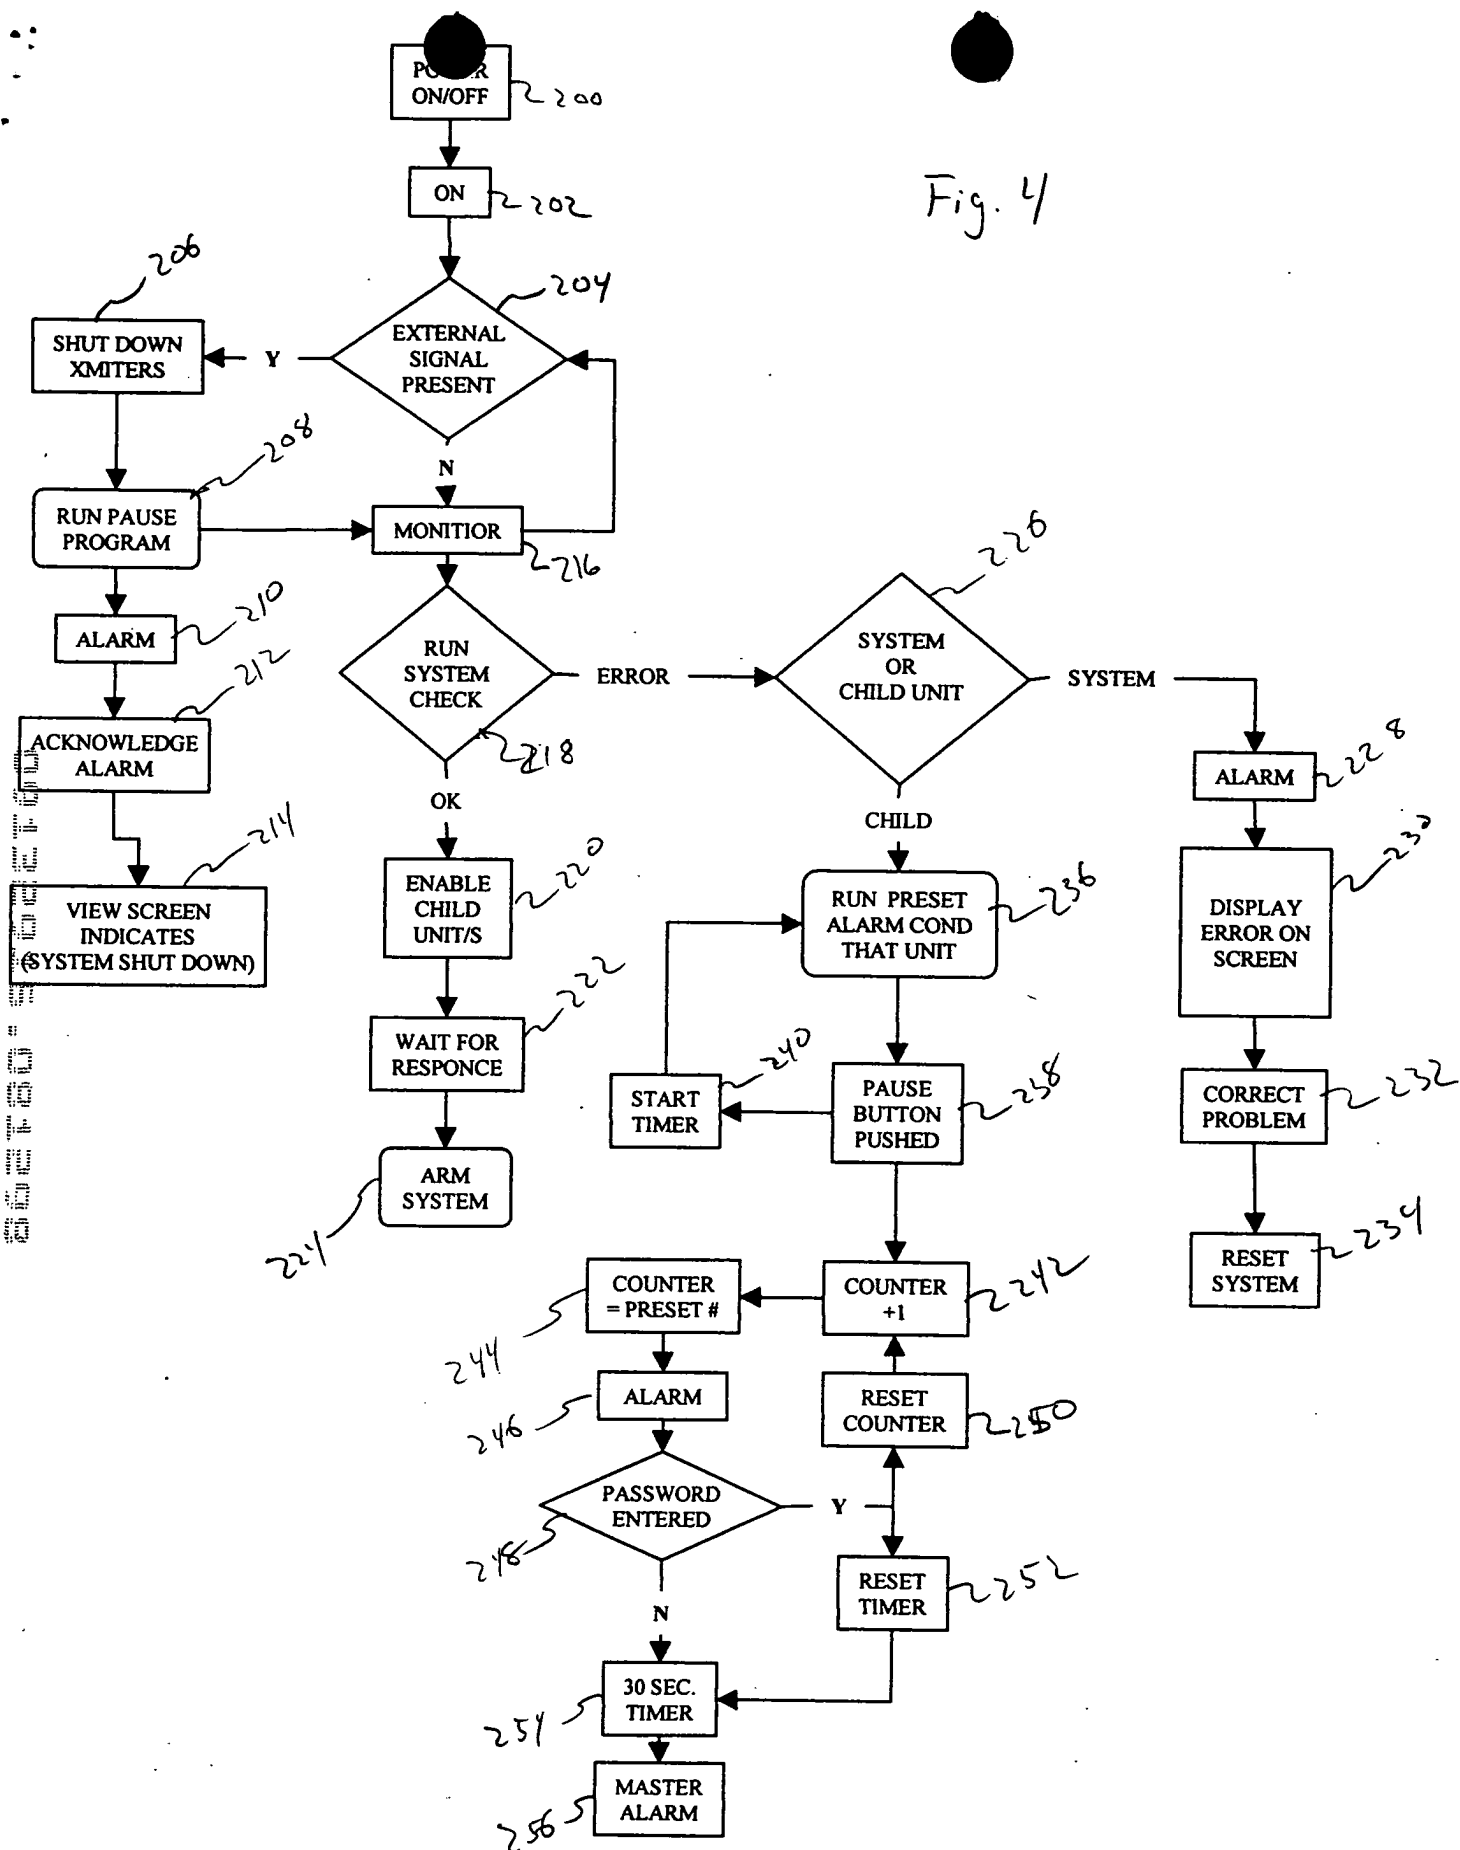 ON/OFF
200
ON
202
Fig. 4
206
204
SHUT DOWN
XMITERS
Y
EXTERNAL
SIGNAL
PRESENT
208
N
RUN PAUSE
PROGRAM
MONITIOR
216
226
210
ALARM
RUN
SYSTEM
CHECK
218
ERROR
SYSTEM
OR
CHILD UNIT
SYSTEM
212
ACKNOWLEDGE
ALARM
OK
CHILD
ALARM
228
214
VIEW SCREEN
INDICATES
(SYSTEM SHUT DOWN)
ENABLE
CHILD
UNIT/S
220
RUN PRESET
ALARM COND
THAT UNIT
236
230
DISPLAY
ERROR ON
SCREEN
222
WAIT FOR
RESPONCE
240
START
TIMER
PAUSE
BUTTON
PUSHED
238
CORRECT
PROBLEM
232
ARM
SYSTEM
224
234
RESET
SYSTEM
COUNTER
= PRESET #
244
COUNTER
+1
242
ALARM
246
RESET
COUNTER
250
PASSWORD
ENTERED
248
Y
RESET
TIMER
252
N
30 SEC.
TIMER
254
MASTER
ALARM
256